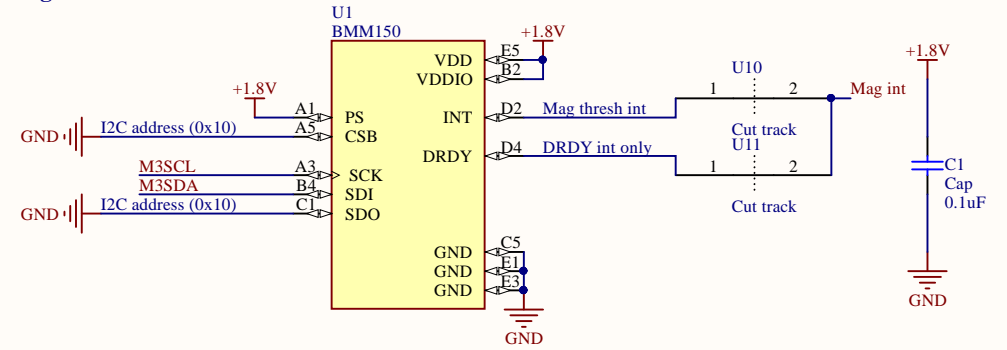 U1
BMM150
+1.8V
+1.8V
+1.8V
E5
VDD
B2
VDDIO
U10
1
2
Mag int
A1
PS
INT
D2
Mag thresh int
GND
I2C address (0x10)
A5
CSB
Cut track
U11
DRDY
D4
DRDY int only
1
2
C1
Cap
0.1uF
M3SCL
A3
SCK
M3SDA
B4
SDI
Cut track
GND
I2C address (0x10)
C1
SDO
GND
C5
GND
E1
GND
E3
GND
GND